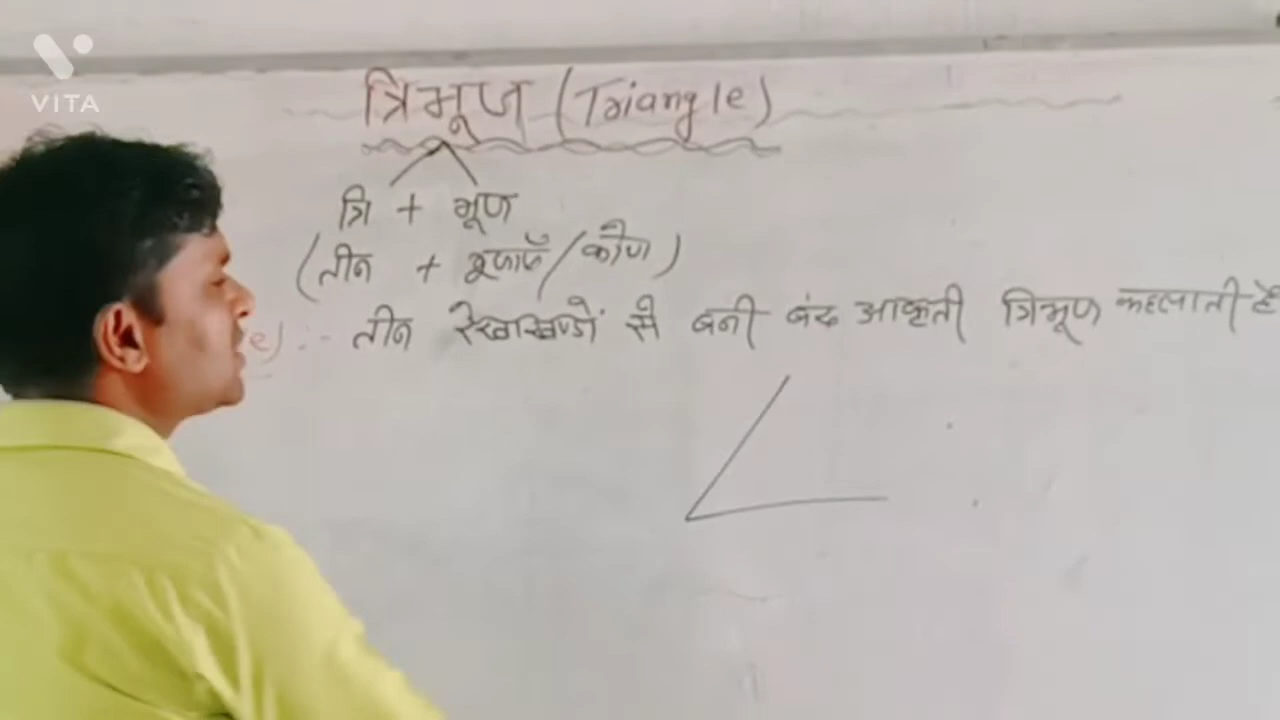 VITA
त्रिभूज (Triangle)
त्रि + भूज
(तीन + भूजाएँ/कोण)
e) :- तीन रेखाखण्डों से बनी बंद आकृती त्रिभूज कहलाती है